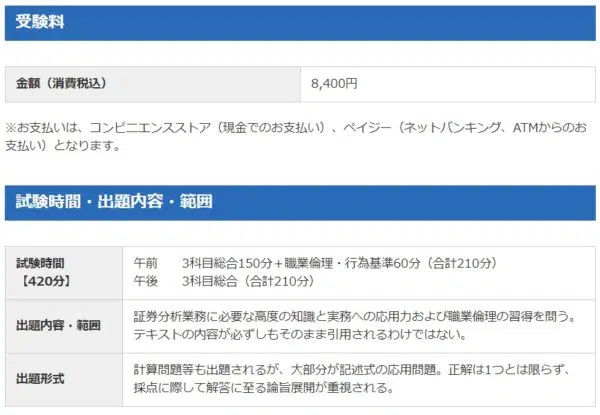 受験料
金額（消費税込） 8,400円
※お支払いは、コンビニエンスストア（現金でのお支払い）、ペイジー（ネットバンキング、ATMからのお
支払い）となります。
試験時間・出題内容・範囲
試験時間
【420分】
午前　　3科目総合150分＋職業倫理・行為基準60分（合計210分）
午後　　3科目総合（合計210分）
出題内容・範囲
証券分析業務に必要な高度の知識と実務への応用力および職業倫理の習得を問う。
テキストの内容が必ずしもそのまま引用されるわけではない。
出題形式
計算問題等も出題されるが、大部分が記述式の応用問題。正解は1つとは限らず、
採点に際して解答に至る論旨展開が重視される。